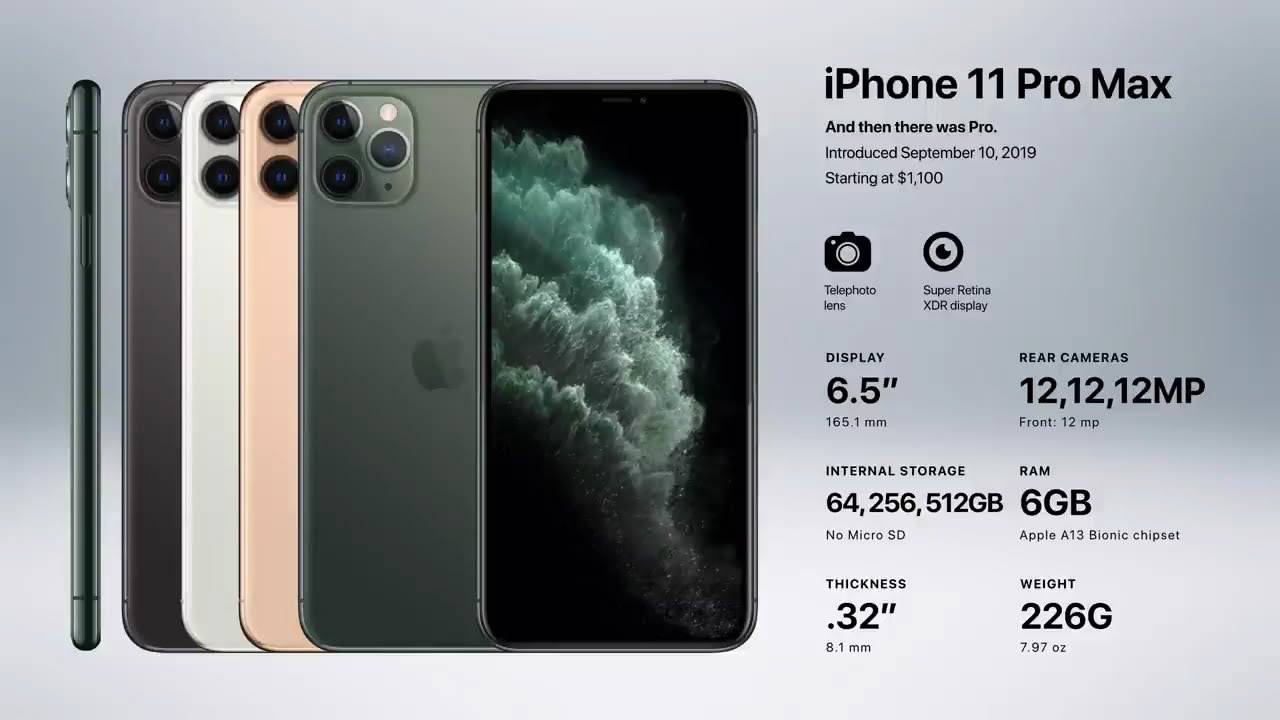 iPhone 11 Pro Max
And then there was Pro.
Introduced September 10, 2019
Starting at $1,100
Telephoto
lens
Super Retina
XDR display
DISPLAY
6.5″
165.1 mm
REAR CAMERAS
12,12,12MP
Front: 12 mp
INTERNAL STORAGE
64, 256, 512GB
No Micro SD
RAM
6GB
Apple A13 Bionic chipset
THICKNESS
.32″
8.1 mm
WEIGHT
226G
7.97 oz